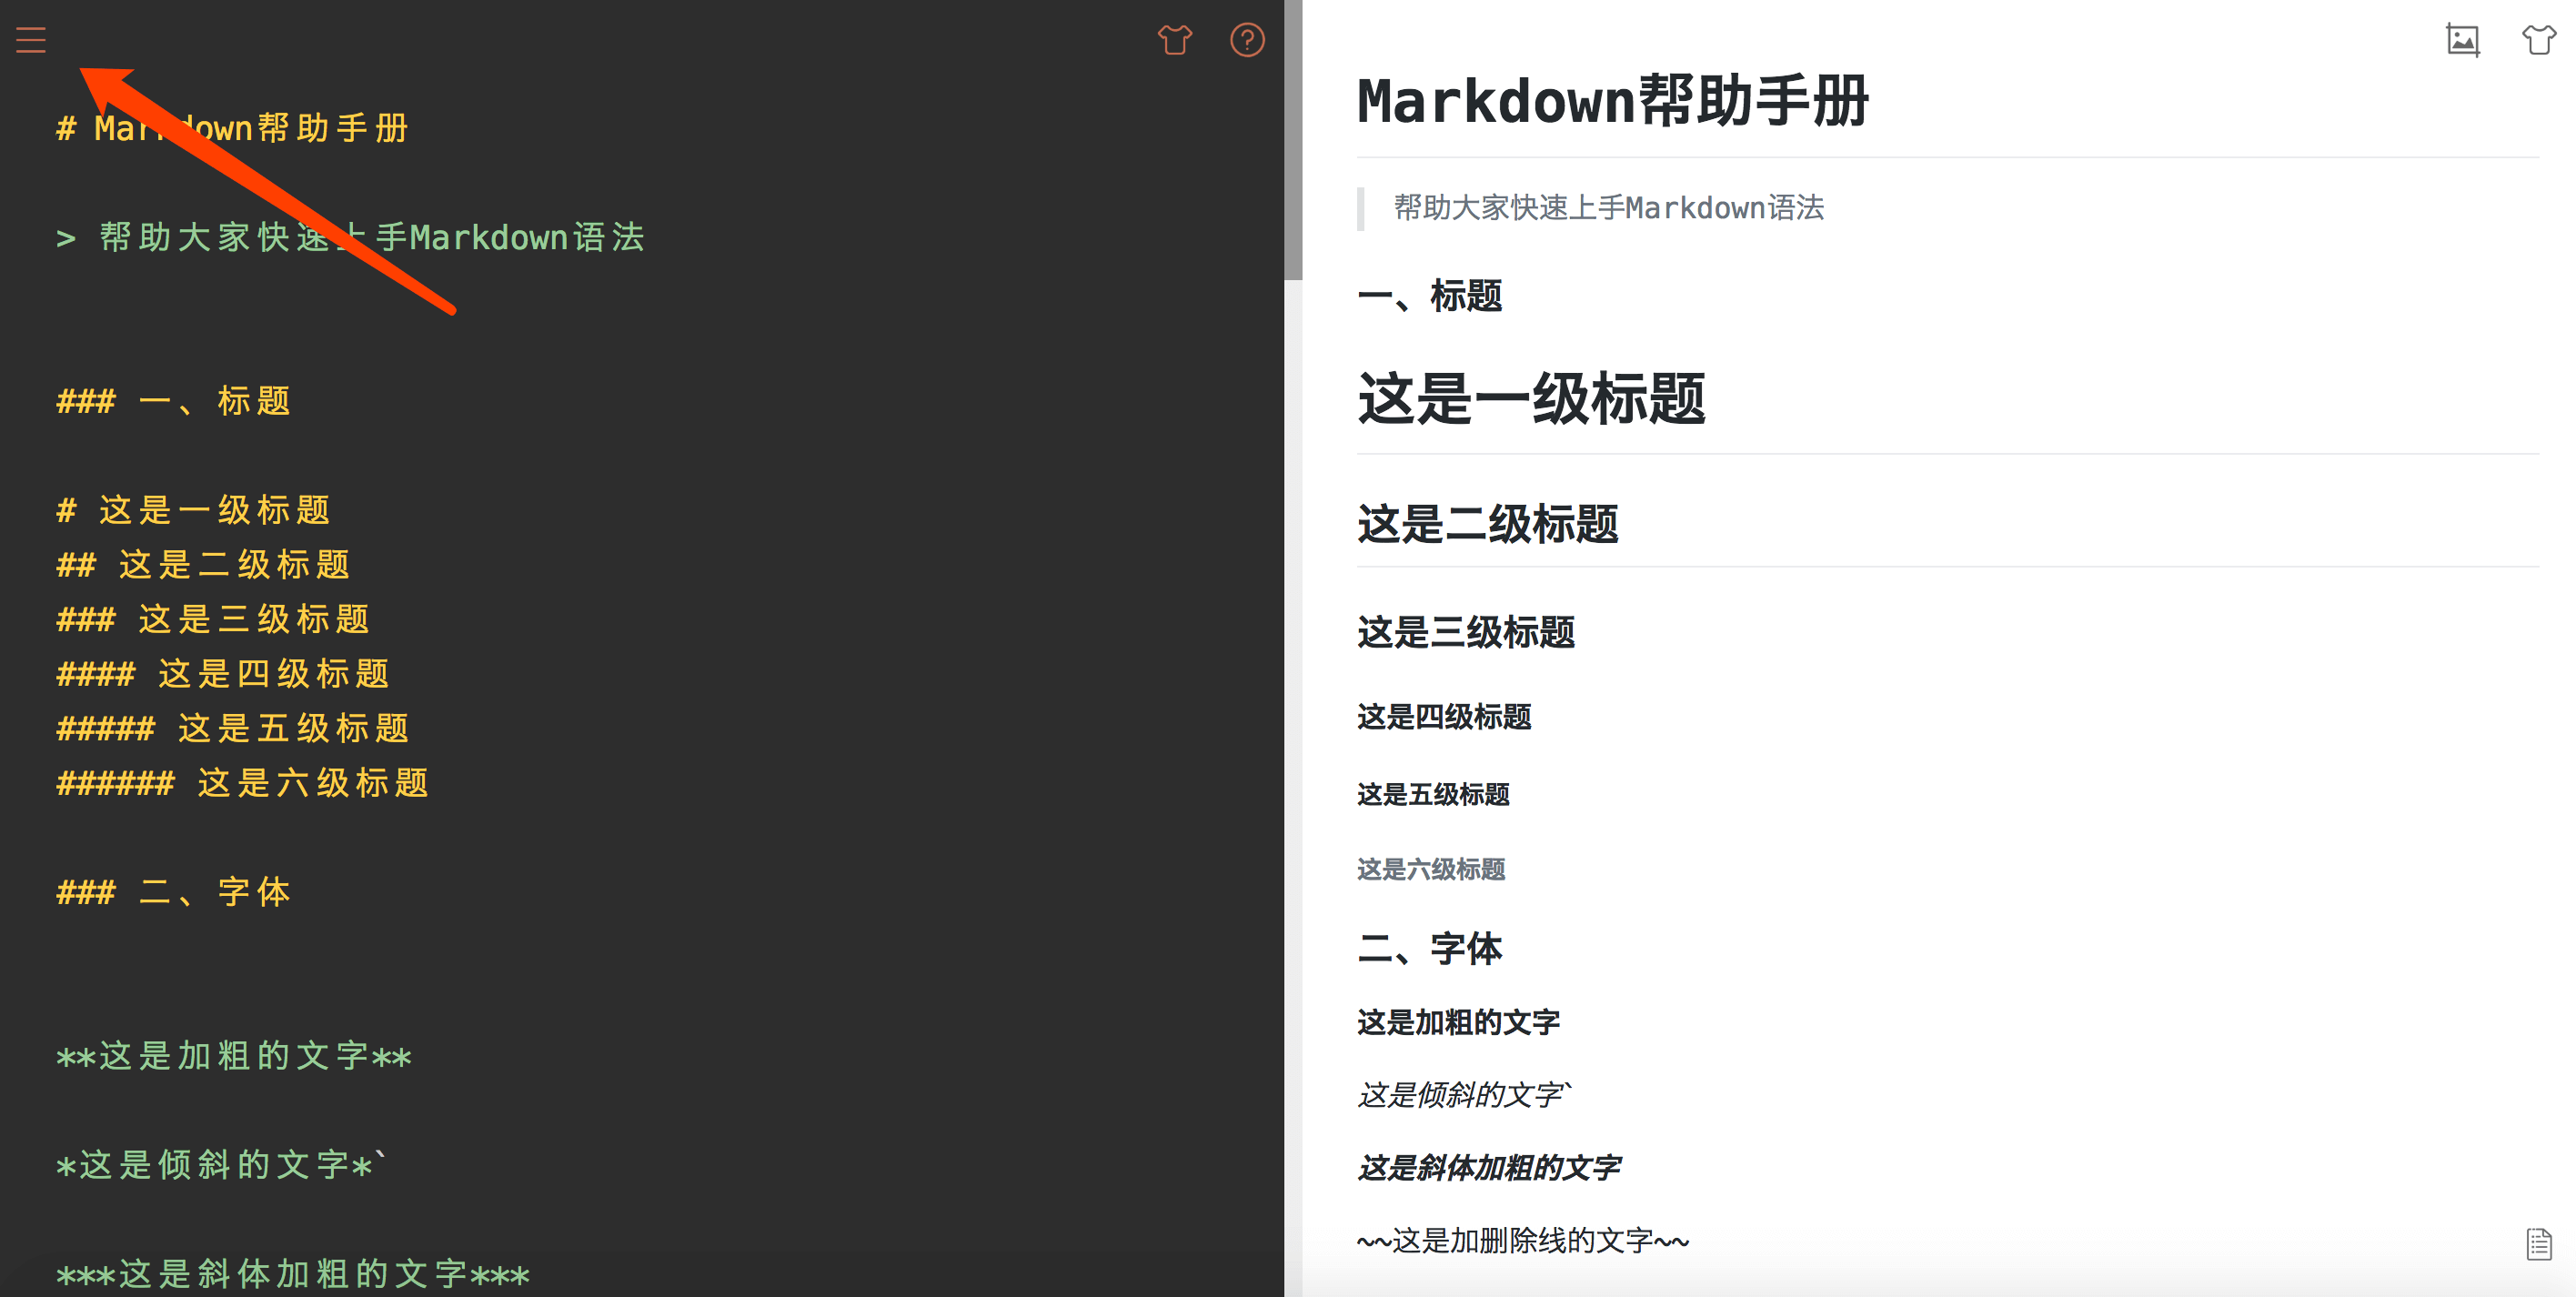 # Markdown帮助手册
> 帮助大家快速上手Markdown语法
### 一、标题
# 这是一级标题
## 这是二级标题
### 这是三级标题
#### 这是四级标题
##### 这是五级标题
###### 这是六级标题
### 二、字体
**这是加粗的文字**
*这是倾斜的文字*`
***这是斜体加粗的文字***
Markdown帮助手册
帮助大家快速上手Markdown语法
一、标题
这是一级标题
这是二级标题
这是三级标题
这是四级标题
这是五级标题
这是六级标题
二、字体
这是加粗的文字
这是倾斜的文字`
这是斜体加粗的文字
~~这是加删除线的文字~~